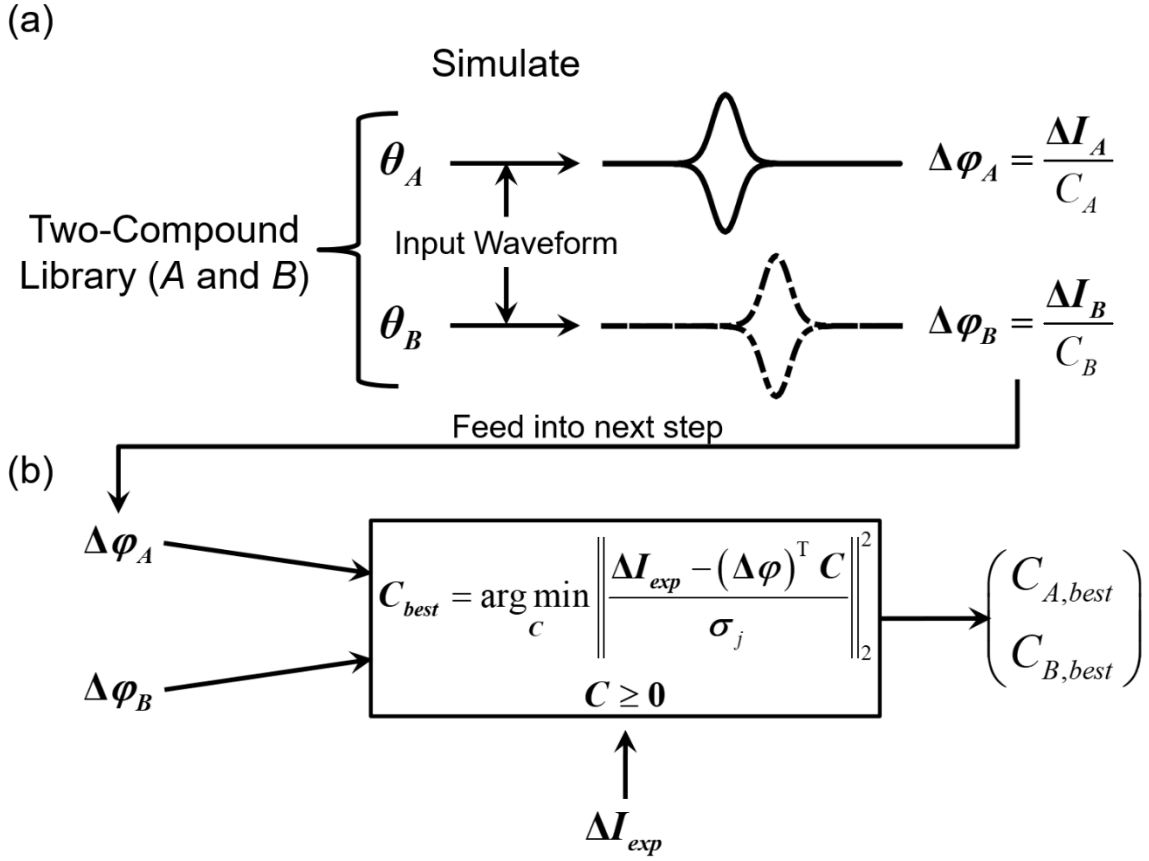 (a)
Simulate
θ_A
Δφ_A = ΔI_A / C_A
Two-Compound
Library (A and B)
Input Waveform
θ_B
Δφ_B = ΔI_B / C_B
Feed into next step
(b)
Δφ_A
C_best = arg min_C ‖ (ΔI_exp − (Δφ)^T C) / σ_j ‖_2^2
C ≥ 0
Δφ_B
C_A,best
C_B,best
ΔI_exp